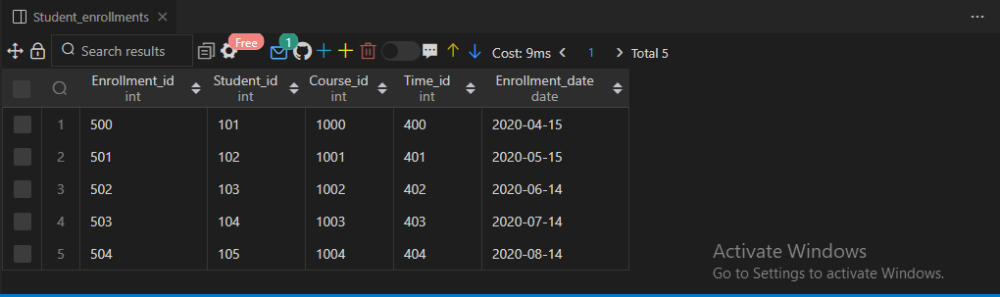 Student_enrollments
Search results Free 1 Cost: 9ms 1 Total 5
Enrollment_id Student_id Course_id Time_id Enrollment_date
int int int int date
1 500 101 1000 400 2020-04-15
2 501 102 1001 401 2020-05-15
3 502 103 1002 402 2020-06-14
4 503 104 1003 403 2020-07-14
5 504 105 1004 404 2020-08-14
Activate Windows
Go to Settings to activate Windows.